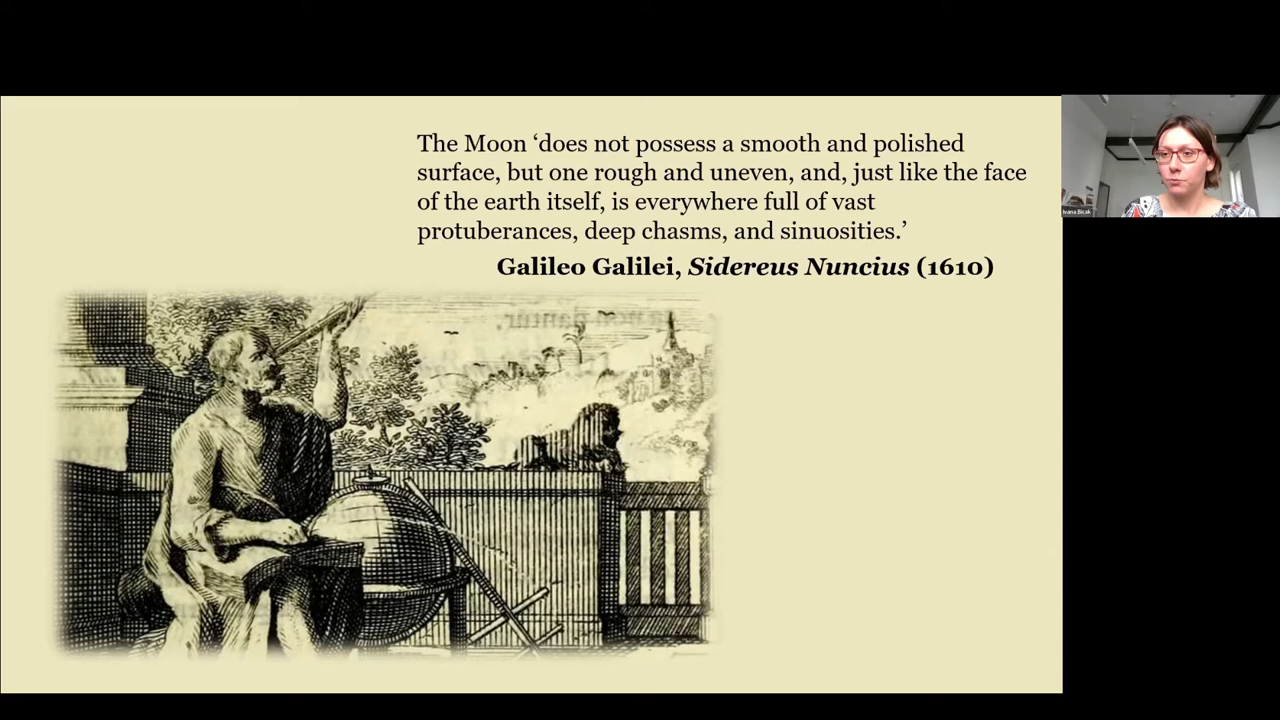 The Moon ‘does not possess a smooth and polished
surface, but one rough and uneven, and, just like the face
of the earth itself, is everywhere full of vast
protuberances, deep chasms, and sinuosities.’
Galileo Galilei, Sidereus Nuncius (1610)
Ivana Bicak